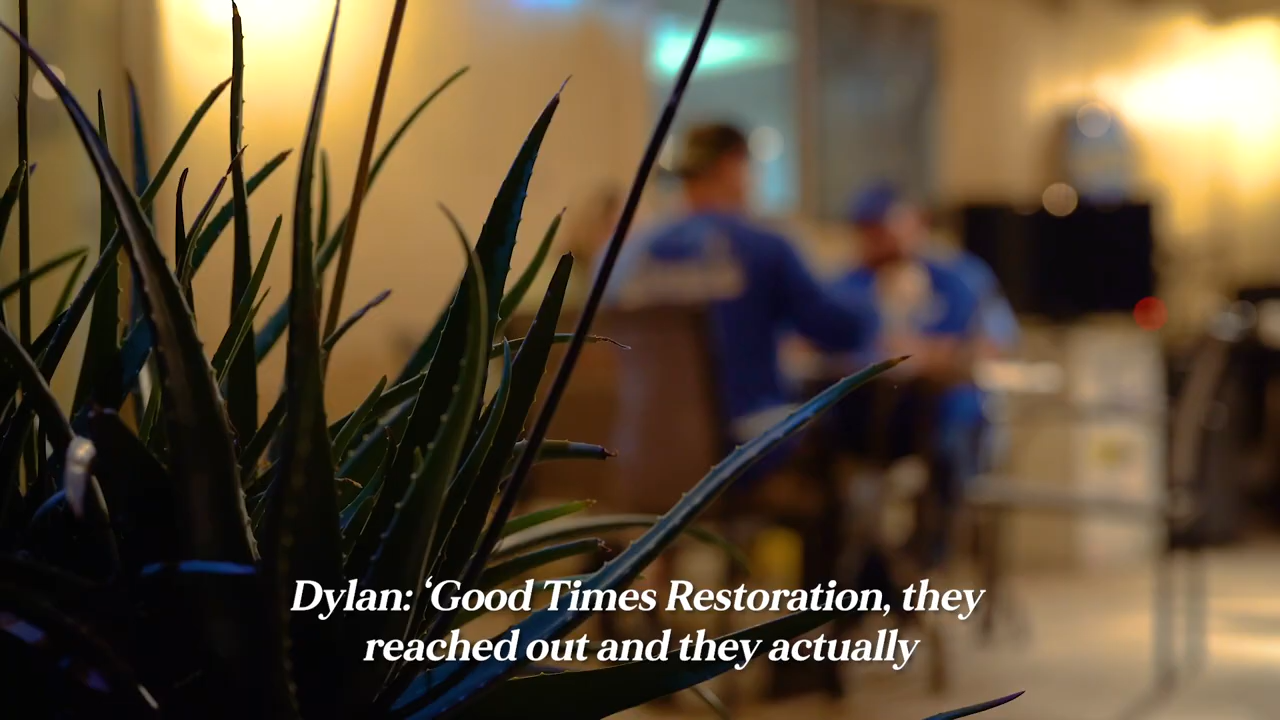 Dylan: ‘Good Times Restoration, they
reached out and they actually